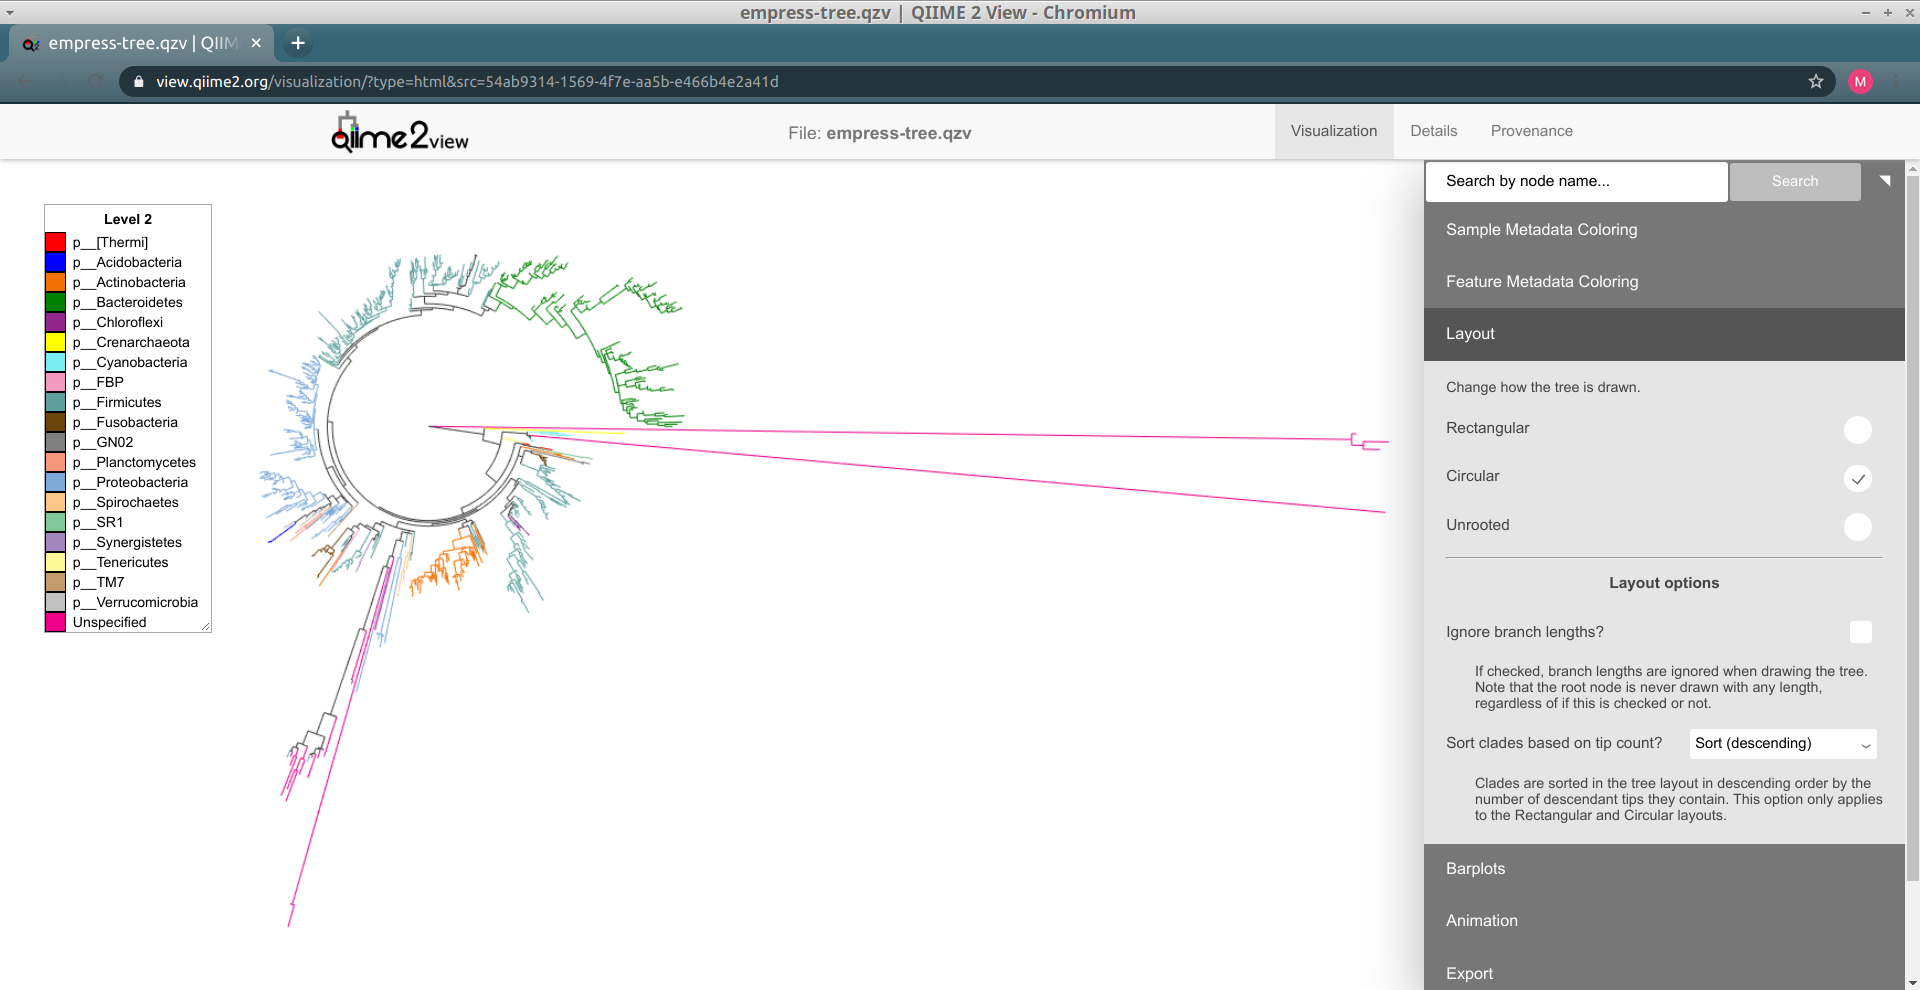 empress-tree.qzv | QIIME 2 View - Chromium
empress-tree.qzv | QIIM
view.qiime2.org/visualization/?type=html&src=54ab9314-1569-4f7e-aa5b-e466b4e2a41d
M
qiime2view
File: empress-tree.qzv
Visualization
Details
Provenance
Level 2
p__[Thermi]
p__Acidobacteria
p__Actinobacteria
p__Bacteroidetes
p__Chloroflexi
p__Crenarchaeota
p__Cyanobacteria
p__FBP
p__Firmicutes
p__Fusobacteria
p__GN02
p__Planctomycetes
p__Proteobacteria
p__Spirochaetes
p__SR1
p__Synergistetes
p__Tenericutes
p__TM7
p__Verrucomicrobia
Unspecified
Search by node name...
Search
Sample Metadata Coloring
Feature Metadata Coloring
Layout
Change how the tree is drawn.
Rectangular
Circular
Unrooted
Layout options
Ignore branch lengths?
If checked, branch lengths are ignored when drawing the tree.
Note that the root node is never drawn with any length,
regardless of if this is checked or not.
Sort clades based on tip count?
Sort (descending)
Clades are sorted in the tree layout in descending order by the
number of descendant tips they contain. This option only applies
to the Rectangular and Circular layouts.
Barplots
Animation
Export